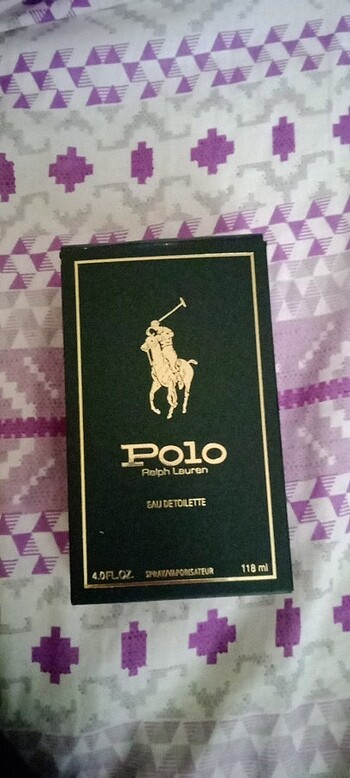 Polo
Ralph Lauren
EAU DE TOILETTE
4.0 FL.OZ. SPRAY/VAPORISATEUR 118 ml